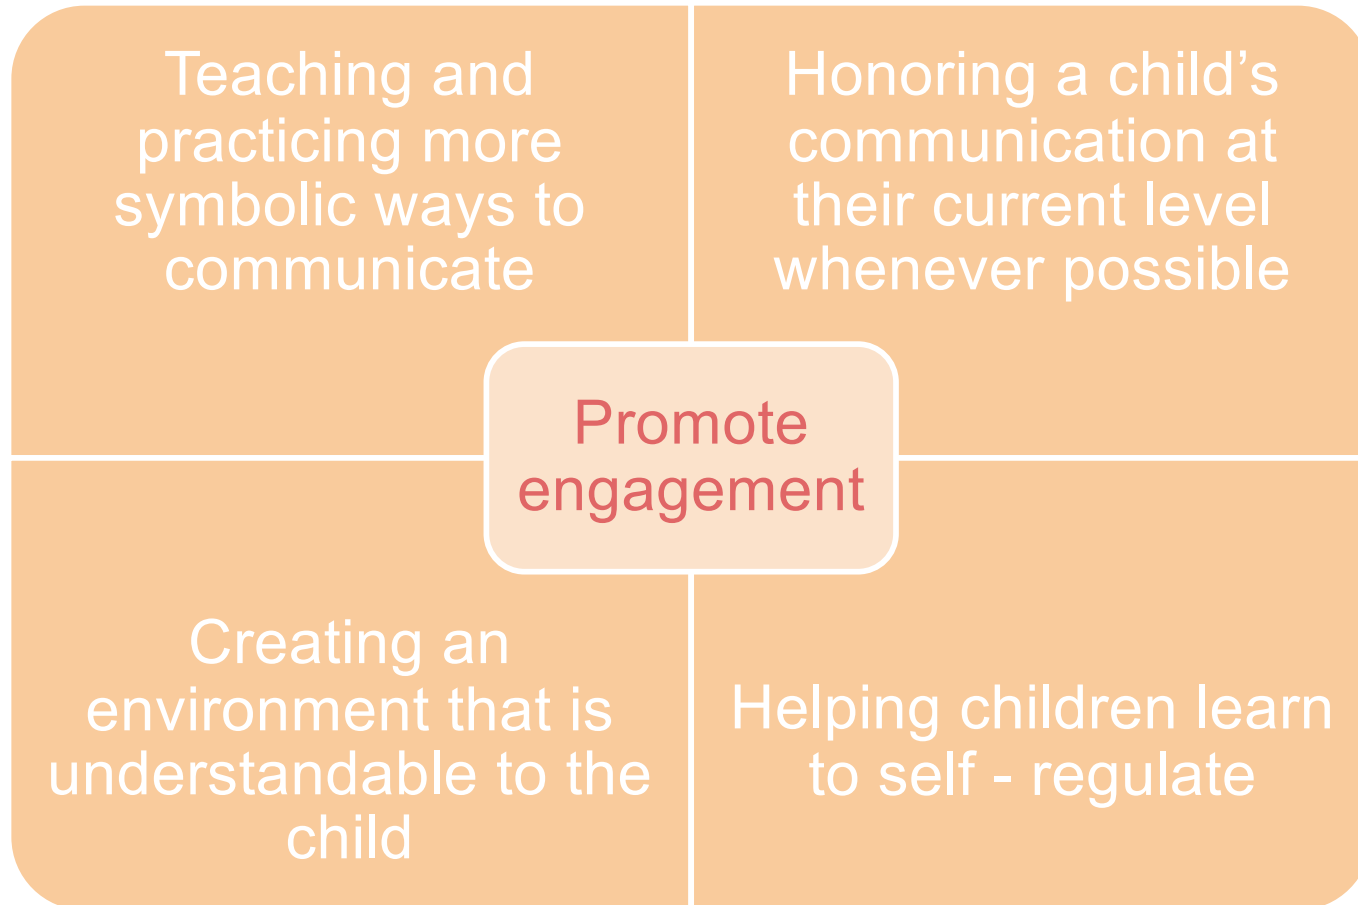 Teaching and
practicing more
symbolic ways to
communicate
Honoring a child’s
communication at
their current level
whenever possible
Promote
engagement
Creating an
environment that is
understandable to the
child
Helping children learn
to self - regulate